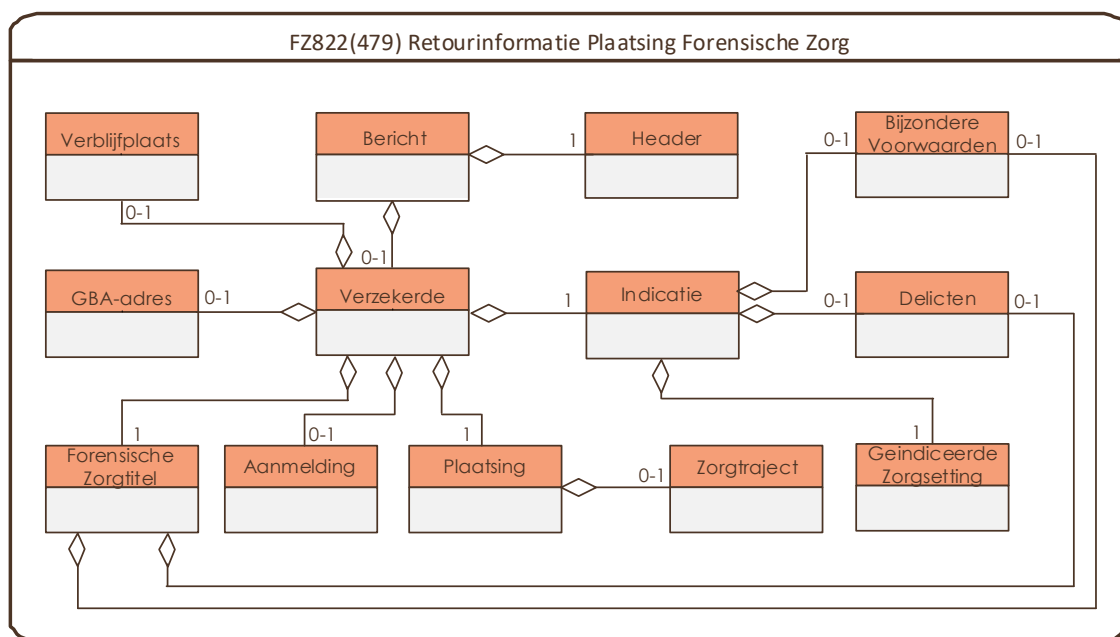 FZ822(479) Retourinformatie Plaatsing Forensische Zorg
Verblijfplaats
Bericht
1
Header
0-1
Bijzondere
Voorwaarden
0-1
0-1
0-1
GBA-adres
0-1
Verzekerde
1
Indicatie
0-1
Delicten
0-1
1
Forensische
Zorgtitel
0-1
Aanmelding
1
Plaatsing
0-1
Zorgtraject
1
Geindiceerde
Zorgsetting